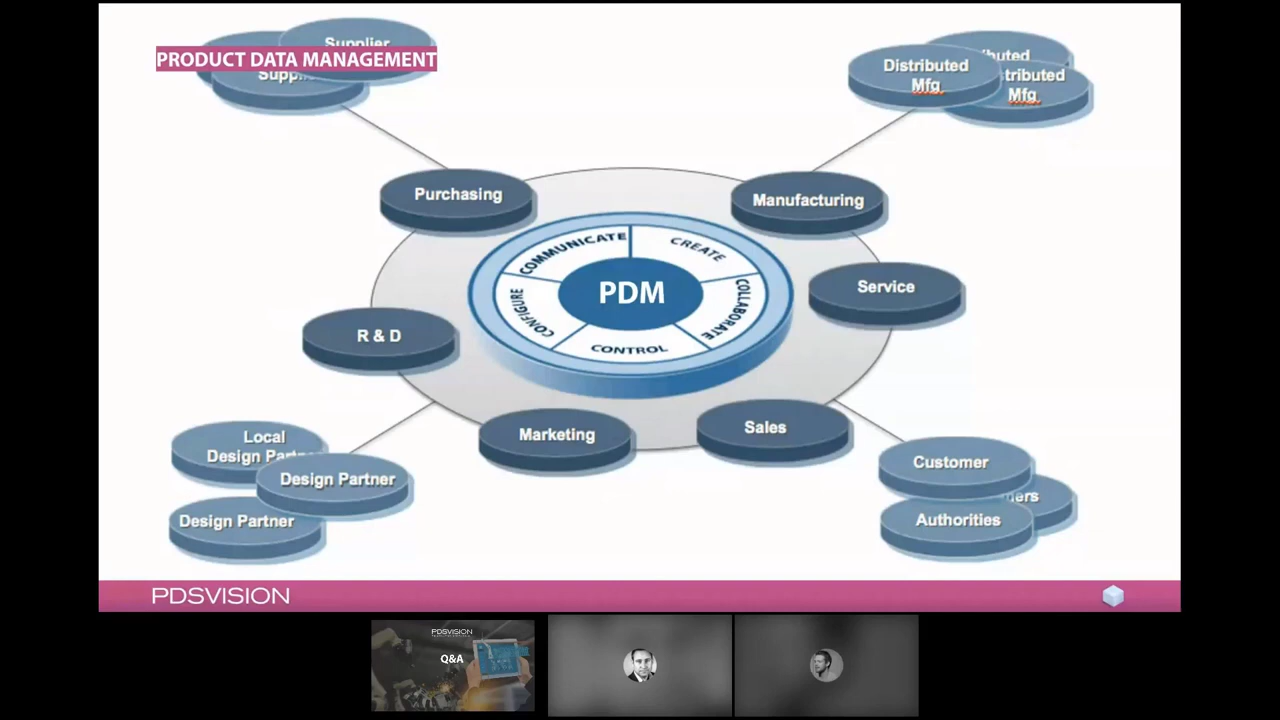 Supplier
PRODUCT DATA MANAGEMENT
Distributed
Mfg
Mfg
Purchasing
Manufacturing
COMMUNICATE
CREATE
PDM
CONFIGURE
COLLABORATE
CONTROL
Service
R & D
Marketing
Sales
Local
Design
Design Partner
Design Partner
Customer
Authorities
PDSVISION
PDSVISION
Q&A